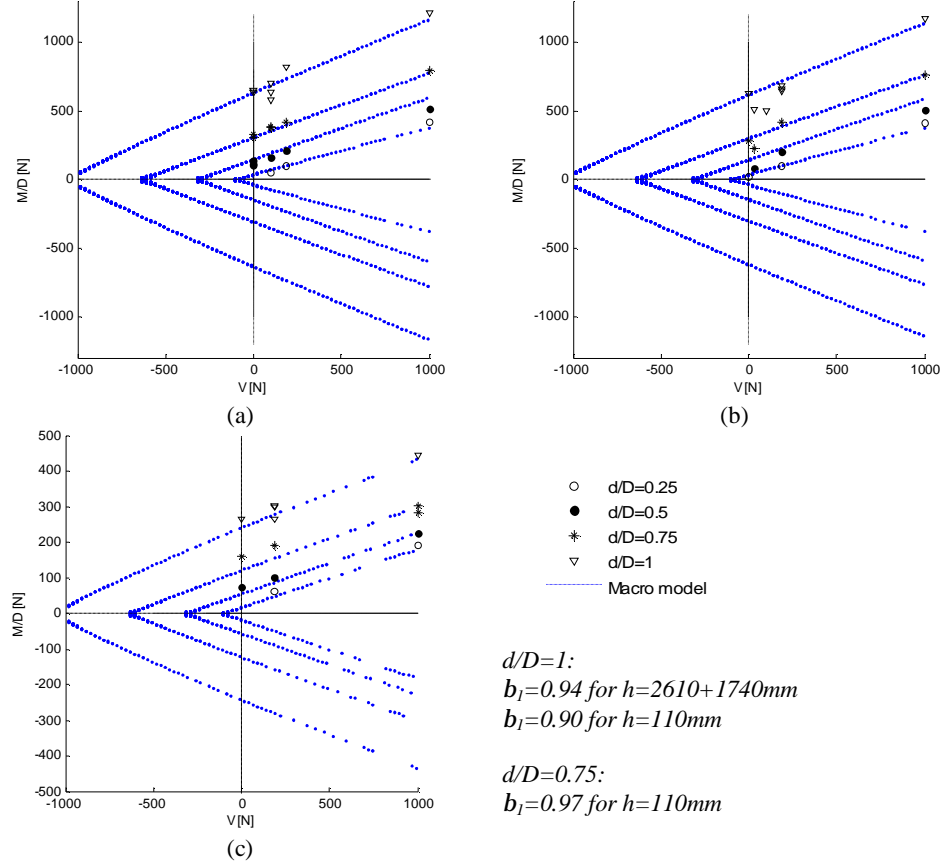 1000
500
0
-500
-1000
M/D [N]
-1000
-500
0
500
1000
V [N]
(a)
1000
500
0
-500
-1000
M/D [N]
-1000
-500
0
500
1000
V [N]
(b)
500
400
300
200
100
0
-100
-200
-300
-400
-500
M/D [N]
-1000
-500
0
500
1000
V [N]
(c)
d/D=0.25
d/D=0.5
d/D=0.75
d/D=1
Macro model
d/D=1:
b1=0.94 for h=2610+1740mm
b1=0.90 for h=110mm
d/D=0.75:
b1=0.97 for h=110mm